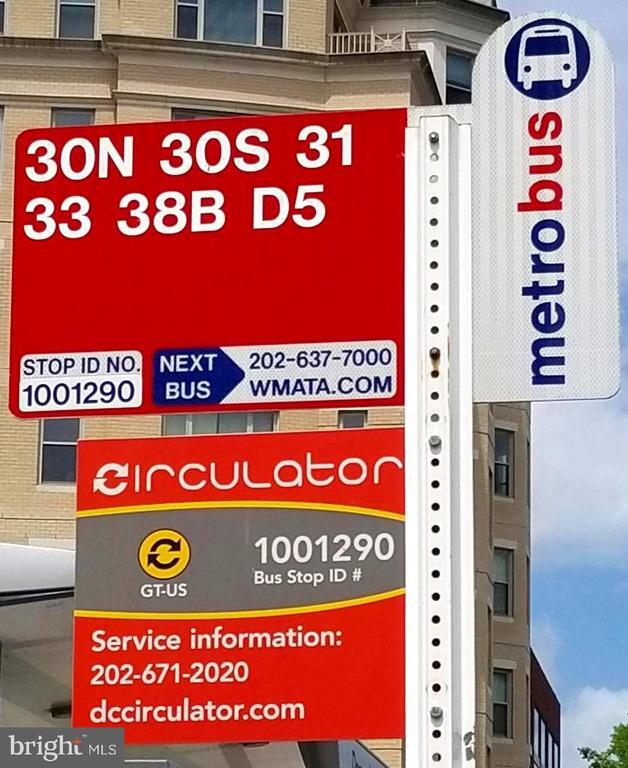 30N 30S 31
33 38B D5
STOP ID NO.
1001290
NEXT
BUS
202-637-7000
WMATA.COM
metrobus
circulator
GT-US
1001290
Bus Stop ID #
Service information:
202-671-2020
dccirculator.com
bright MLS